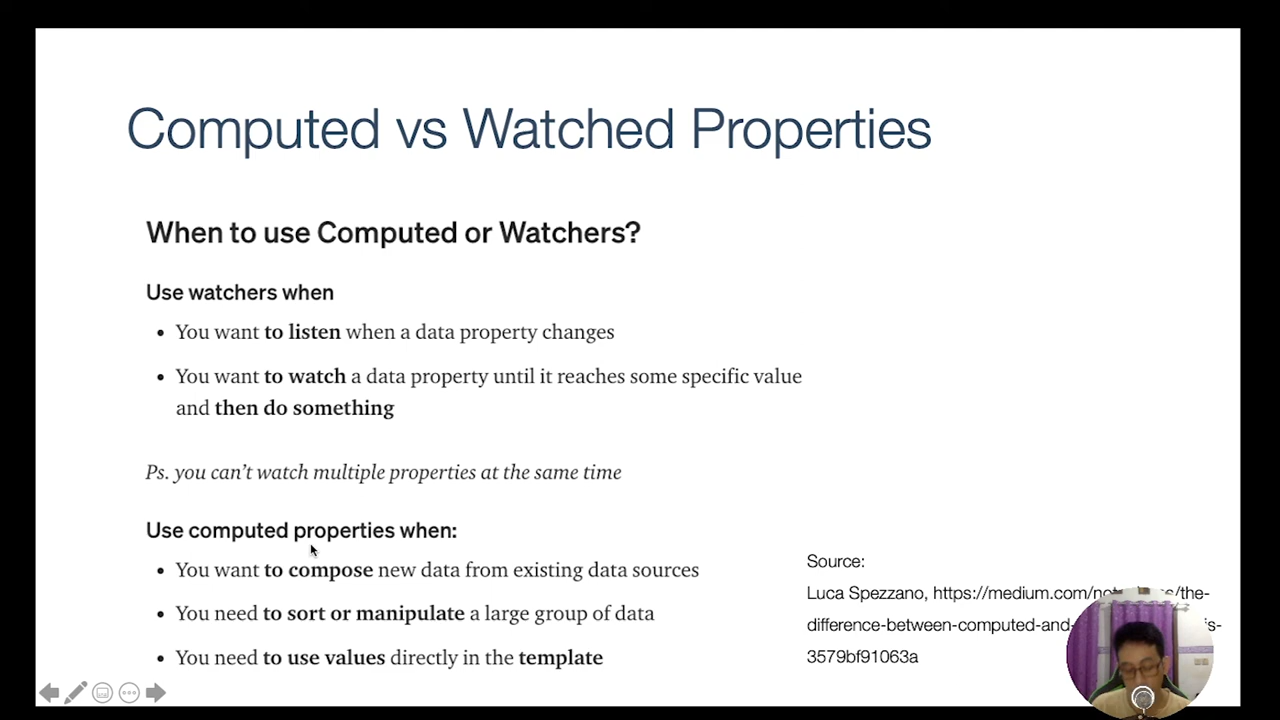 Computed vs Watched Properties
When to use Computed or Watchers?
Use watchers when
• You want to listen when a data property changes
• You want to watch a data property until it reaches some specific value
and then do something
Ps. you can't watch multiple properties at the same time
Use computed properties when:
• You want to compose new data from existing data sources
• You need to sort or manipulate a large group of data
• You need to use values directly in the template
Source:
Luca Spezzano, https://medium.com/ /the-
difference-between-computed-and- is-
3579bf91063a